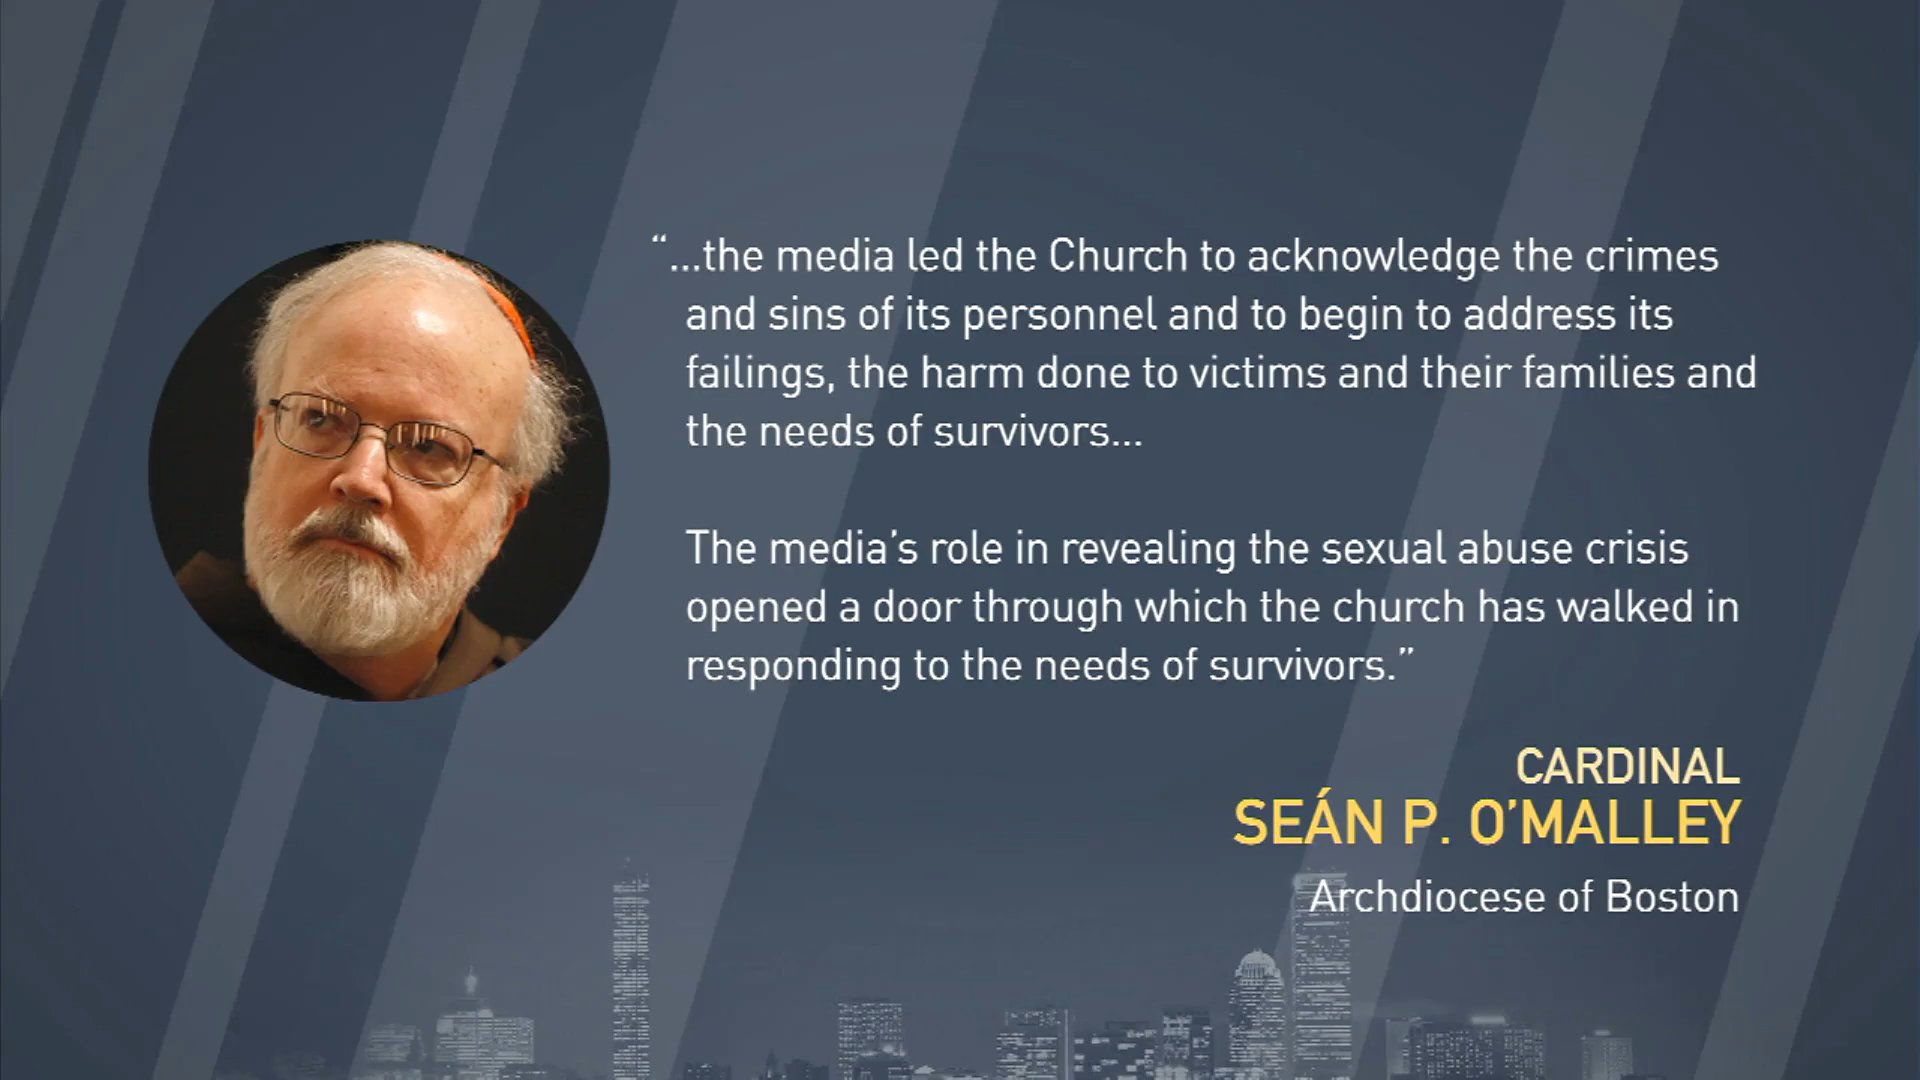 “...the media led the Church to acknowledge the crimes
and sins of its personnel and to begin to address its
failings, the harm done to victims and their families and
the needs of survivors...
The media’s role in revealing the sexual abuse crisis
opened a door through which the church has walked in
responding to the needs of survivors.”
CARDINAL
SEÁN P. O’MALLEY
Archdiocese of Boston